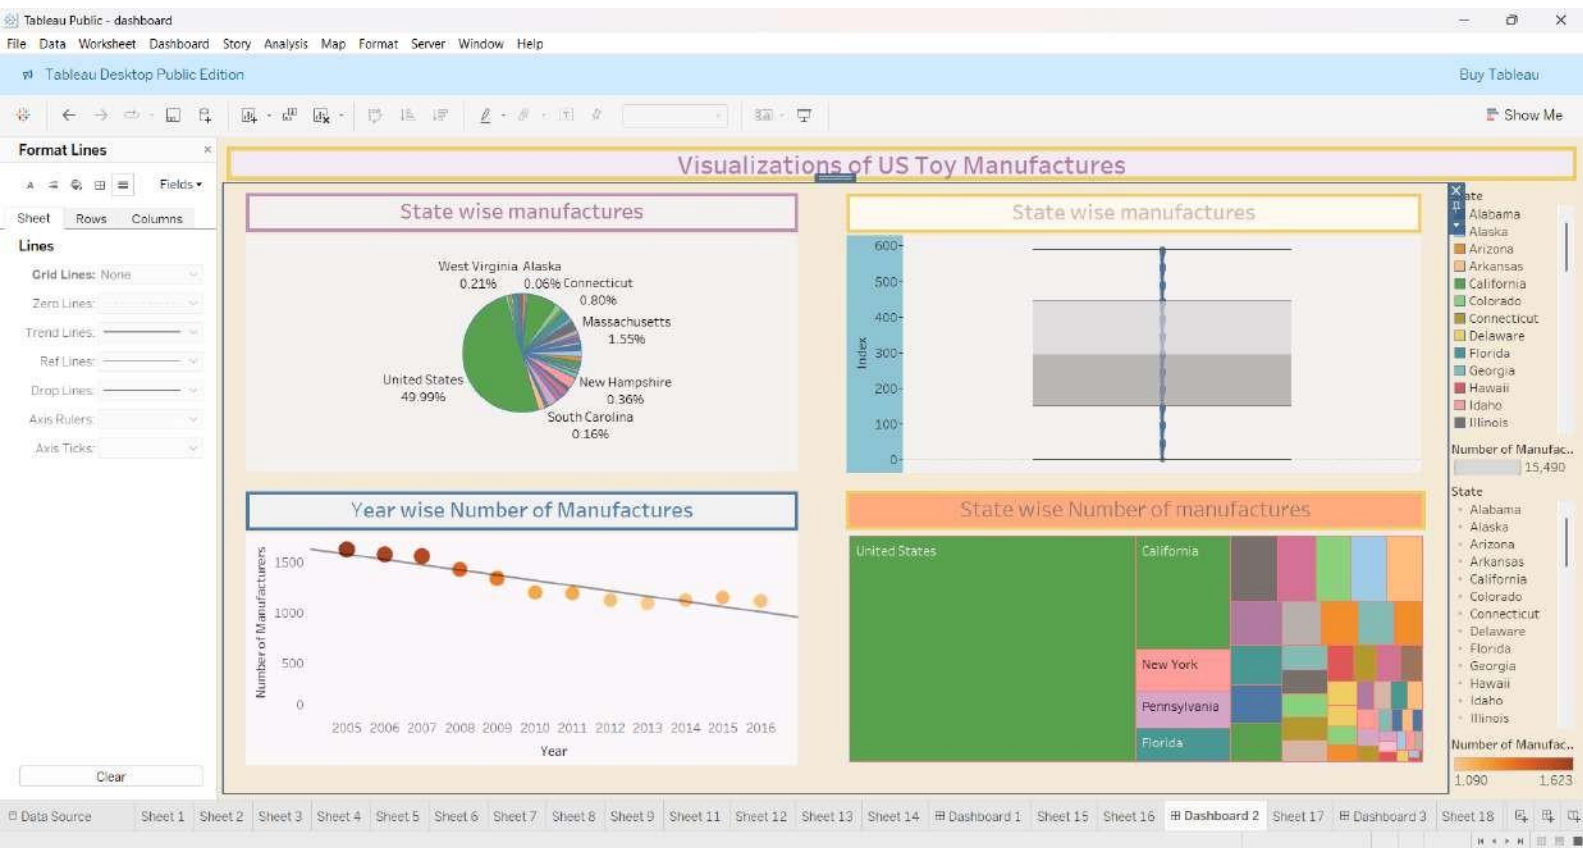 Tableau Public - dashboard
File Data Worksheet Dashboard Story Analysis Map Format Server Window Help
Tableau Desktop Public Edition
Buy Tableau
Show Me
Format Lines
Fields
Sheet Rows Columns
Lines
Grid Lines: None
Zero Lines:
Trend Lines:
Ref Lines:
Drop Lines:
Axis Rulers:
Axis Ticks:
Clear
Visualizations of US Toy Manufactures
State wise manufactures
West Virginia Alaska
0.21% 0.06% Connecticut
0.80%
Massachusetts
1.55%
United States
49.99%
New Hampshire
0.36%
South Carolina
0.16%
State wise manufactures
Index
600
500
400
300
200
100
0
Year wise Number of Manufactures
Number of Manufacturers
1500
1000
500
0
2005 2006 2007 2008 2009 2010 2011 2012 2013 2014 2015 2016
Year
State wise Number of manufactures
United States
California
New York
Pennsylvania
Florida
Alabama
Alaska
Arizona
Arkansas
California
Colorado
Connecticut
Delaware
Florida
Georgia
Hawaii
Idaho
Illinois
Number of Manufac..
15,490
State
Alabama
Alaska
Arizona
Arkansas
California
Colorado
Connecticut
Delaware
Florida
Georgia
Hawaii
Idaho
Illinois
Number of Manufac..
1,090 1,623
Data Source Sheet 1 Sheet 2 Sheet 3 Sheet 4 Sheet 5 Sheet 6 Sheet 7 Sheet 8 Sheet 9 Sheet 11 Sheet 12 Sheet 13 Sheet 14 Dashboard 1 Sheet 15 Sheet 16 Dashboard 2 Sheet 17 Dashboard 3 Sheet 18